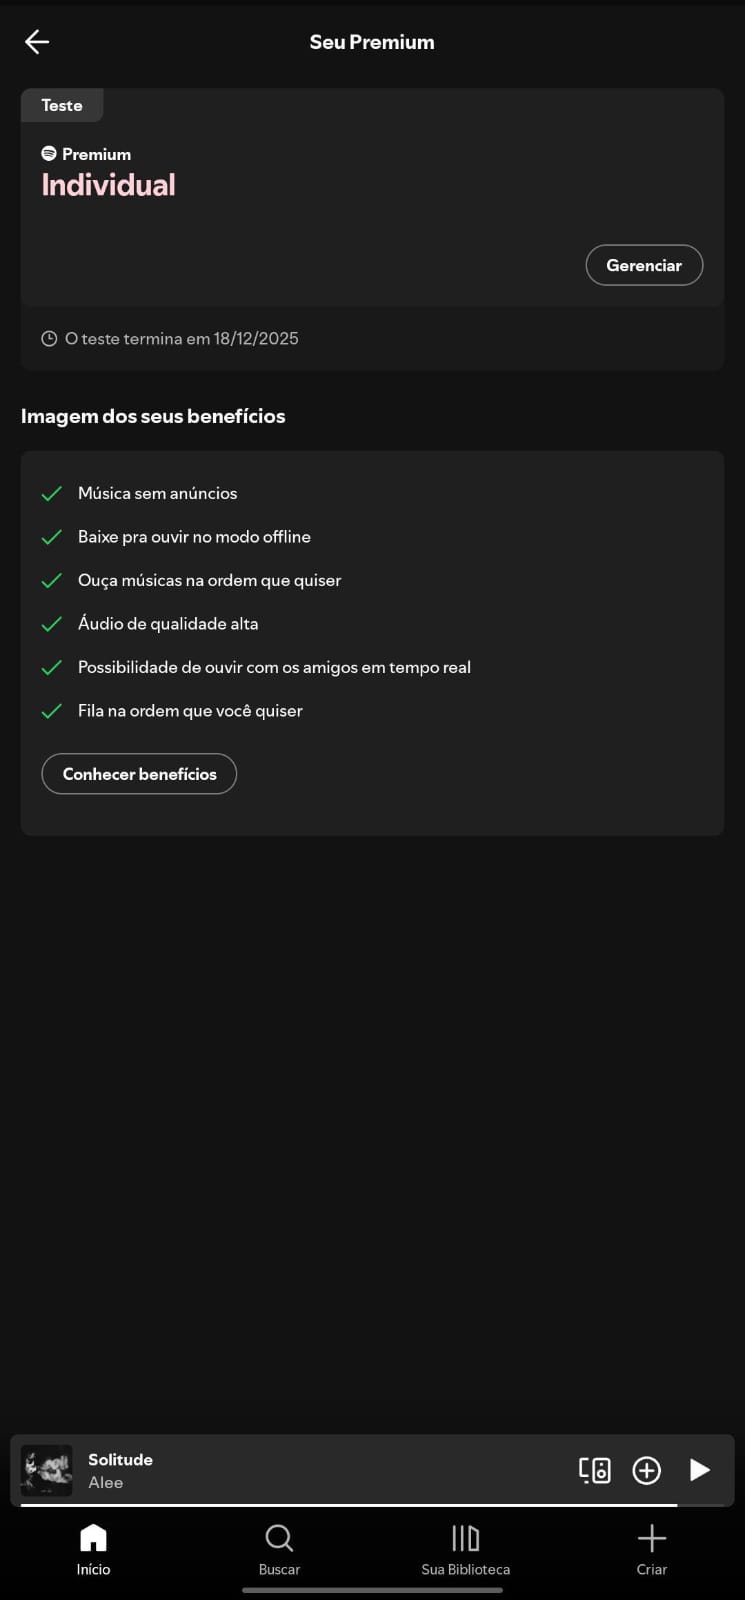 Seu Premium
Teste
Premium
Individual
Gerenciar
O teste termina em 18/12/2025
Imagem dos seus benefícios
Música sem anúncios
Baixe pra ouvir no modo offline
Ouça músicas na ordem que quiser
Áudio de qualidade alta
Possibilidade de ouvir com os amigos em tempo real
Fila na ordem que você quiser
Conhecer benefícios
Solitude
Alee
Início
Buscar
Sua Biblioteca
Criar